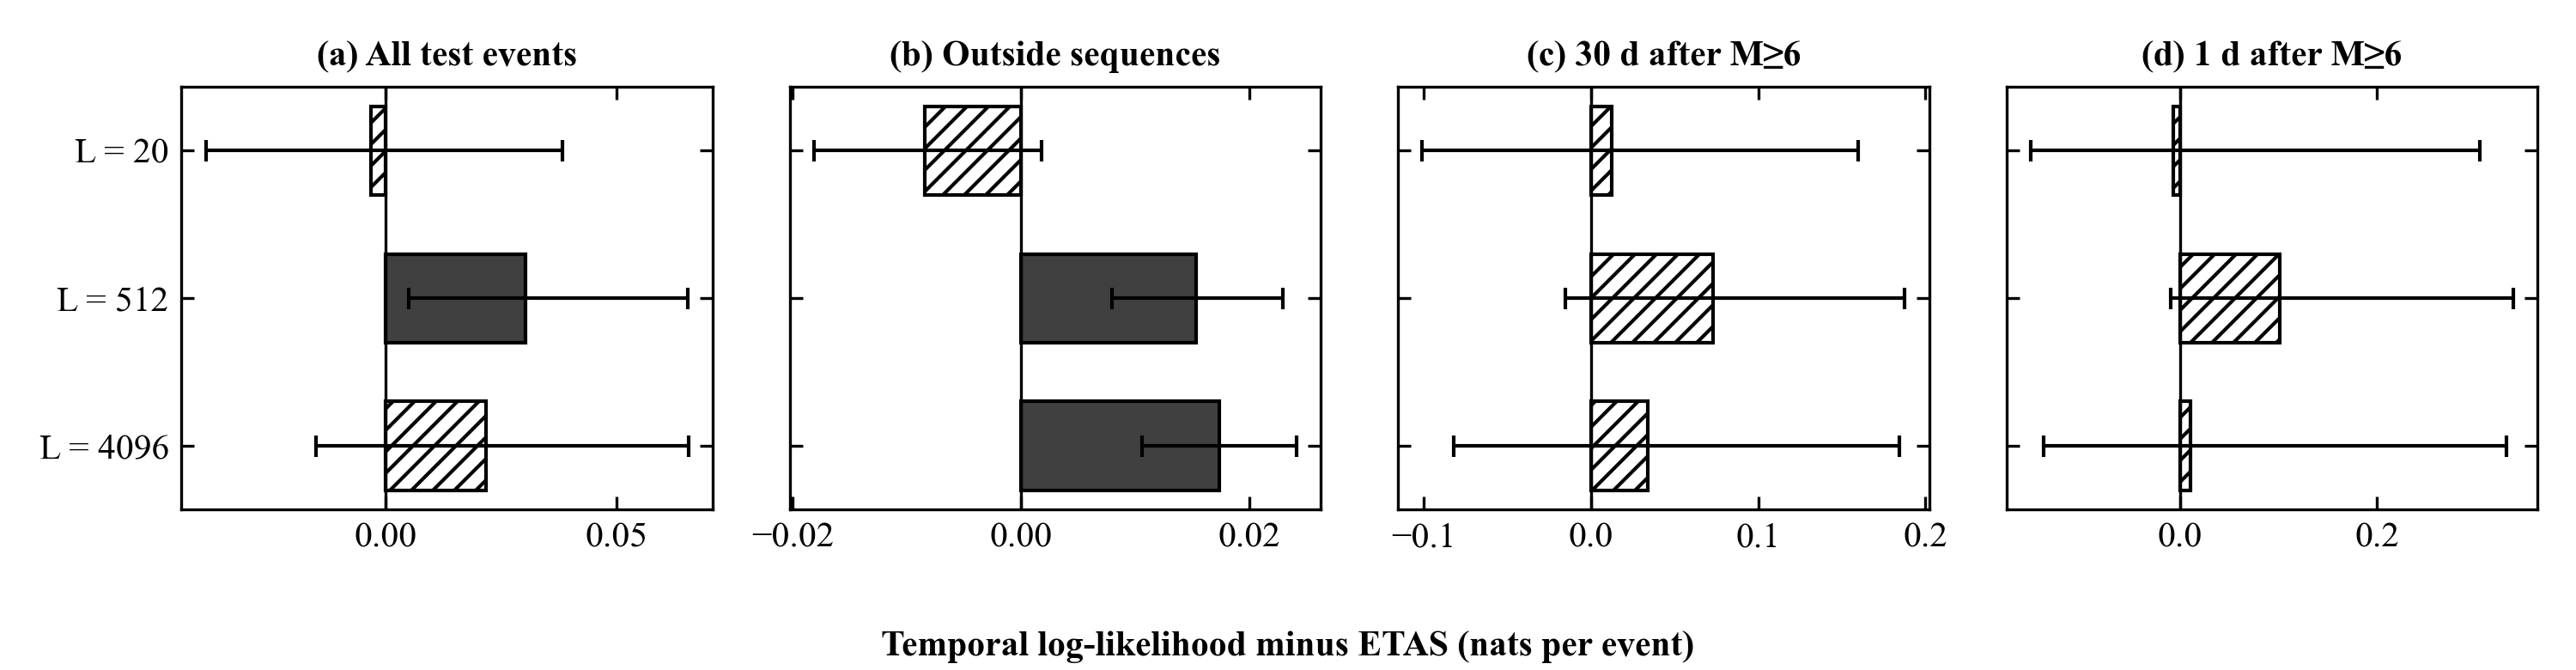 (a) All test events
(b) Outside sequences
(c) 30 d after M≥6
(d) 1 d after M≥6
L = 20
L = 512
L = 4096
0.00 0.05
−0.02 0.00 0.02
−0.1 0.0 0.1 0.2
0.0 0.2
Temporal log-likelihood minus ETAS (nats per event)